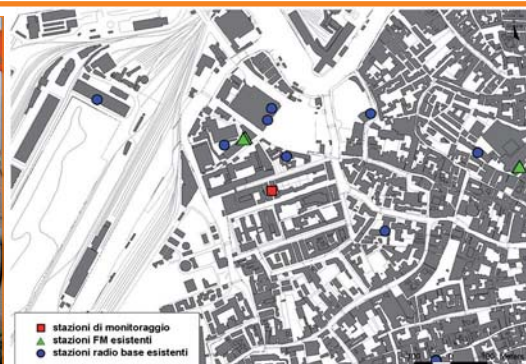 stazioni di monitoraggio
stazioni FM esistenti
stazioni radio base esistenti